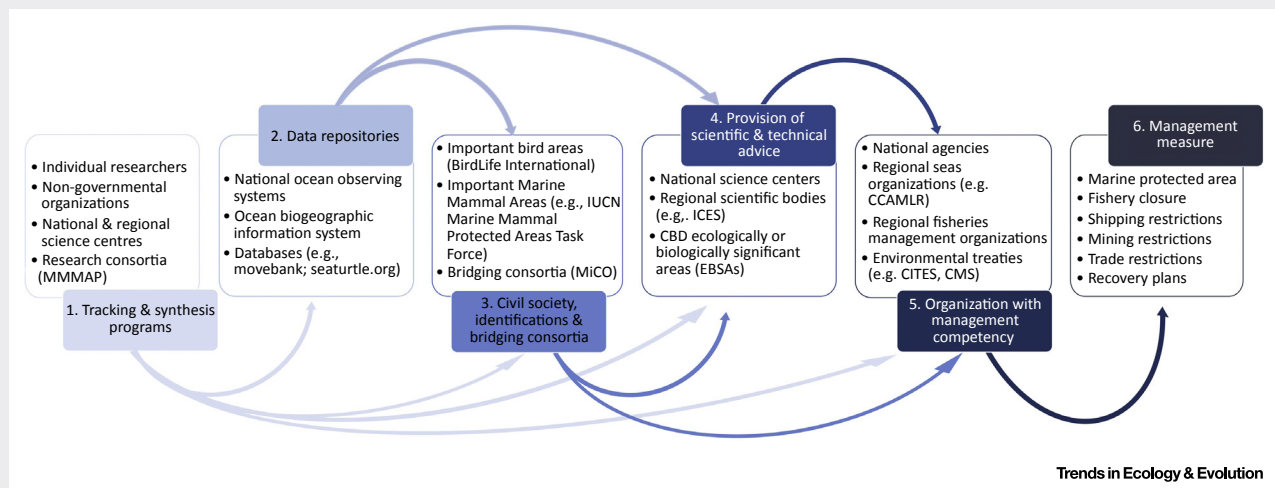 • Individual researchers
• Non-governmental
organizations
• National & regional
science centres
• Research consortia
(MMMAP)
1. Tracking & synthesis
programs
2. Data repositories
• National ocean observing
systems
• Ocean biogeographic
information system
• Databases (e.g.,
movebank; seaturtle.org)
• Important bird areas
(BirdLife International)
• Important Marine
Mammal Areas (e.g., IUCN
Marine Mammal
Protected Areas Task
Force)
• Bridging consortia (MiCO)
3. Civil society,
identifications &
bridging consortia
4. Provision of
scientific & technical
advice
• National science centers
• Regional scientific bodies
(e.g,. ICES)
• CBD ecologically or
biologically significant
areas (EBSAs)
• National agencies
• Regional seas
organizations (e.g.
CCAMLR)
• Regional fisheries
management organizations
• Environmental treaties
(e.g. CITES, CMS)
5. Organization with
management
competency
6. Management
measure
• Marine protected area
• Fishery closure
• Shipping restrictions
• Mining restrictions
• Trade restrictions
• Recovery plans
Trends in Ecology & Evolution